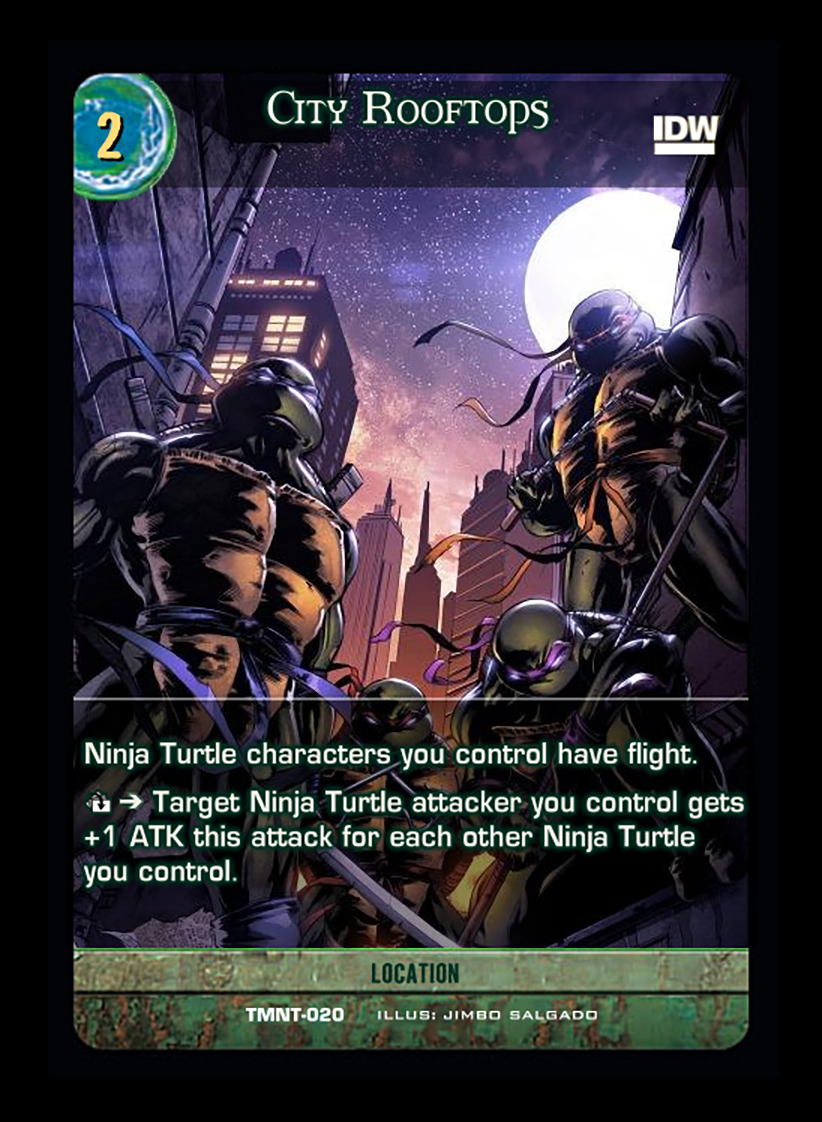 2
City Rooftops
IDW
Ninja Turtle characters you control have flight.
➔ Target Ninja Turtle attacker you control gets
+1 ATK this attack for each other Ninja Turtle
you control.
LOCATION
TMNT-020 ILLUS: JIMBO SALGADO